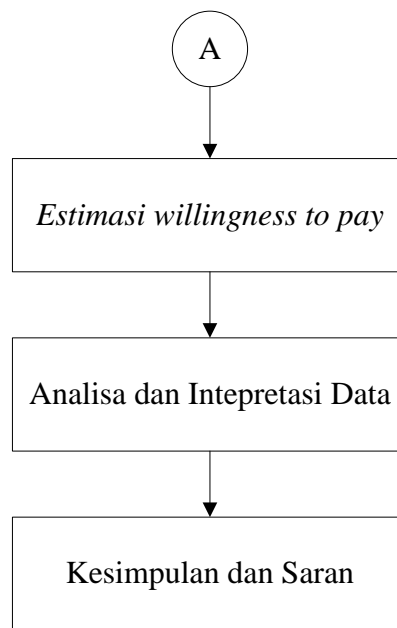 A
Estimasi willingness to pay
Analisa dan Intepretasi Data
Kesimpulan dan Saran